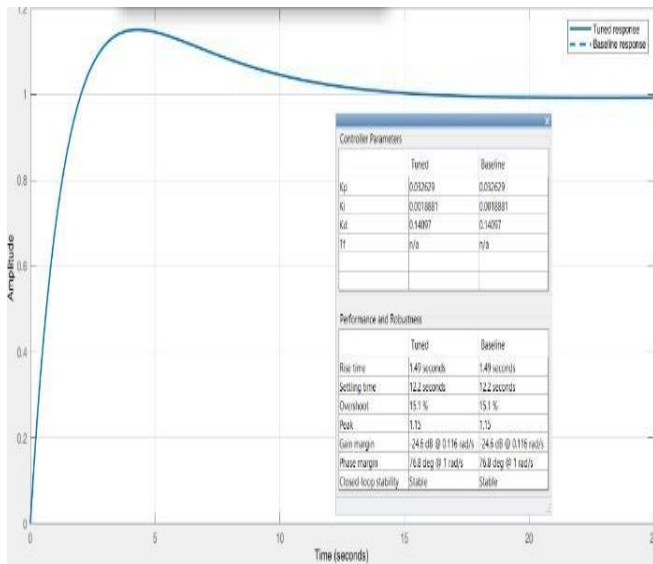 1.2
Tuned response
Baseline response
1
0.8
0.6
0.4
0.2
0
Amplitude
0
5
10
15
20
25
Time (seconds)
Controller Parameters
Tuned Baseline
Kp 0.032629 0.032629
Ki 0.0018881 0.0018881
Kd 0.14097 0.14097
Tf n/a n/a
Performance and Robustness
Tuned Baseline
Rise time 1.49 seconds 1.49 seconds
Settling time 12.2 seconds 12.2 seconds
Overshoot 15.1 % 15.1 %
Peak 1.15 1.15
Gain margin -24.6 dB @ 0.116 rad/s -24.6 dB @ 0.116 rad/s
Phase margin 76.8 deg @ 1 rad/s 76.8 deg @ 1 rad/s
Closed-loop stability Stable Stable